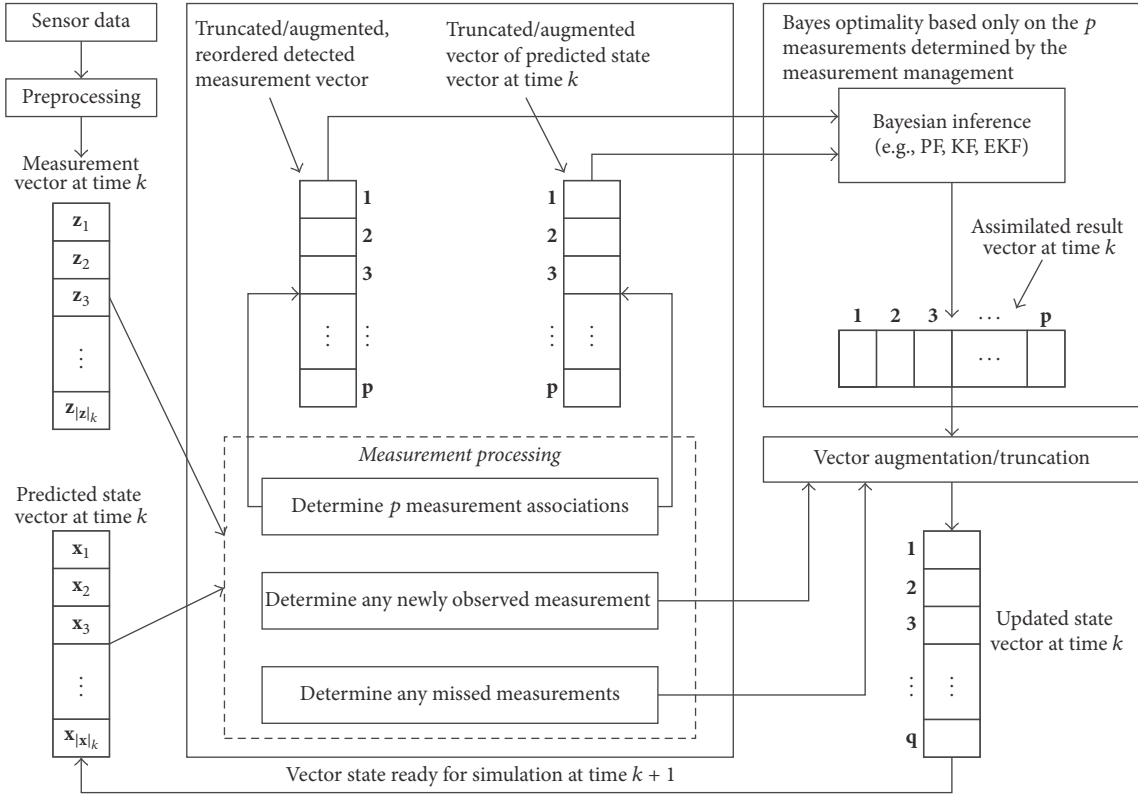 Sensor data
Preprocessing
Measurement
vector at time k
z1
z2
z3
⋮
z|z|k
Predicted state
vector at time k
x1
x2
x3
⋮
x|x|k
Truncated/augmented,
reordered detected
measurement vector
1
2
3
⋮ ⋮
p
Truncated/augmented
vector of predicted state
vector at time k
1
2
3
⋮ ⋮
p
Measurement processing
Determine p measurement associations
Determine any newly observed measurement
Determine any missed measurements
Vector state ready for simulation at time k + 1
Bayes optimality based only on the p
measurements determined by the
measurement management
Bayesian inference
(e.g., PF, KF, EKF)
Assimilated result
vector at time k
1 2 3 ⋯ p
⋯
Vector augmentation/truncation
1
2
3
⋮ ⋮
q
Updated state
vector at time k